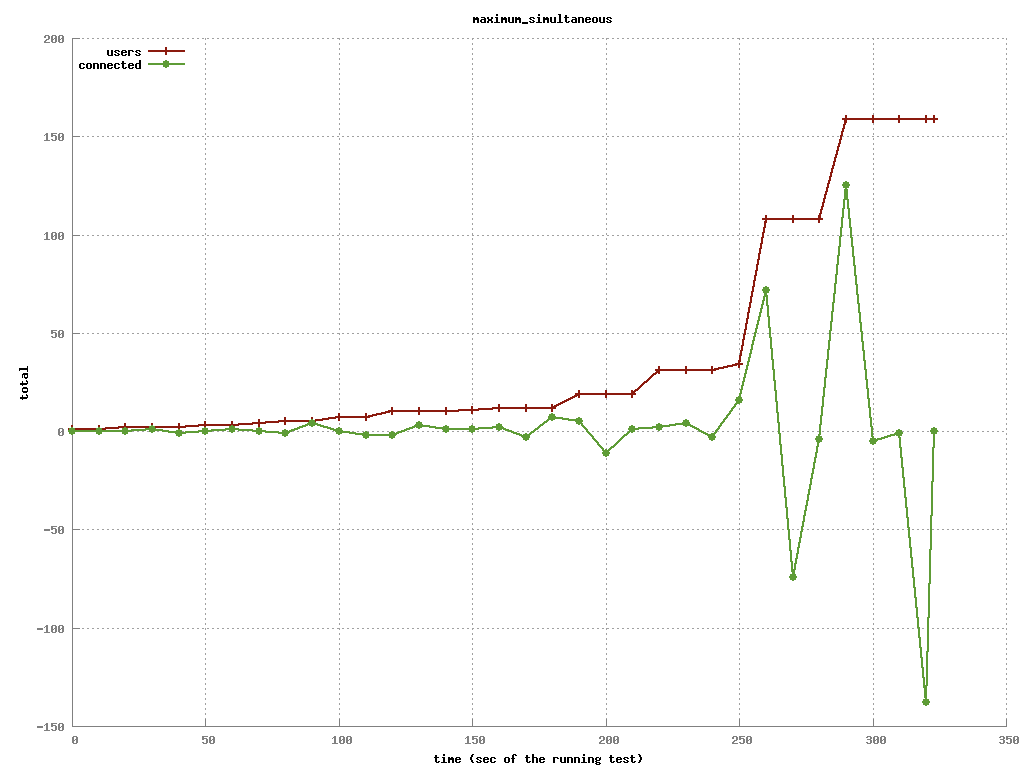 maximum_simultaneous
200
users
connected
150
100
50
total
0
-50
-100
-150
0 50 100 150 200 250 300 350
time (sec of the running test)